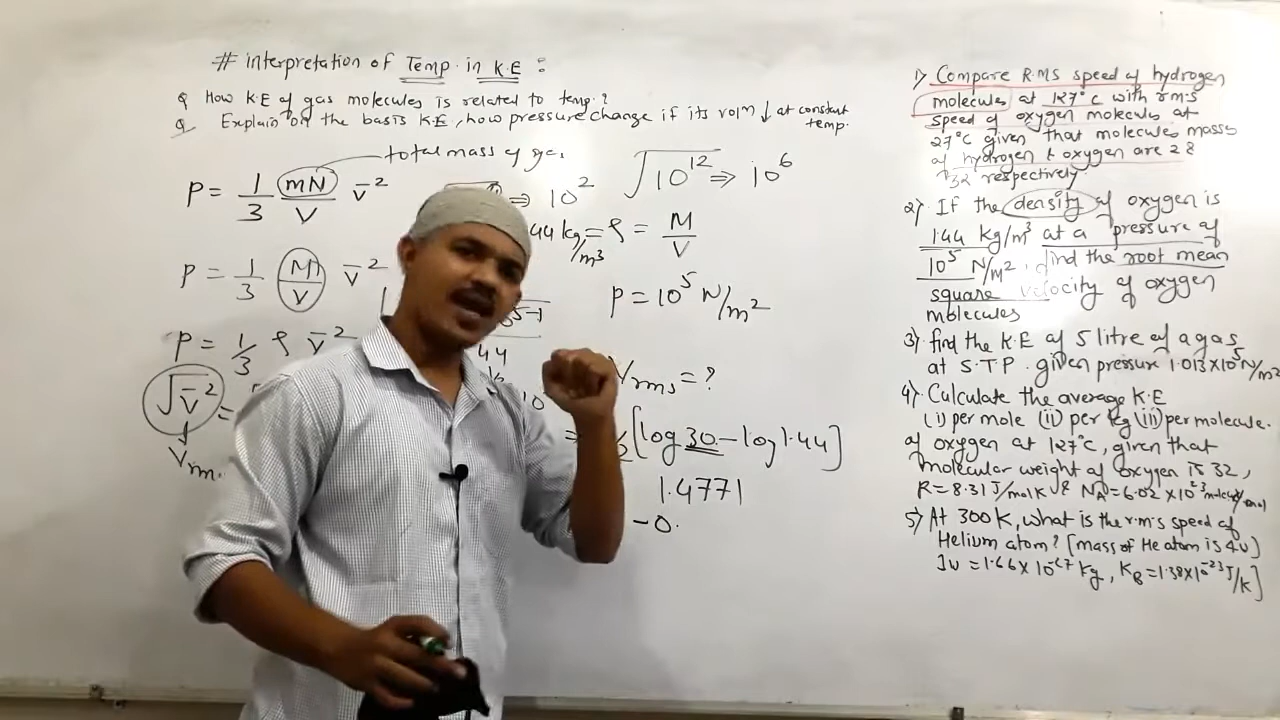 # interpretation of Temp. in K.E :
Q How K.E of gas molecules is related to temp.?
Q Explain on the basis K.E, how pressure change if its volm ↓ at constant temp.
total mass of gas
P = 1/3 mN/V v̄²
⇒ 10²
√10¹² ⇒ 10⁶
44 kg/m³ = ρ = M/V
P = 1/3 M/V v̄²
P = 10⁵ N/m²
P = 1/3 ρ v̄²
5-1
44
√v̄² =
Vrms = ?
10
Vrm.
⇒ ½ [log 30 - log 1.44]
1.4771
-0.
1) Compare R.M.S speed of hydrogen
molecules at 127°C with r.m.s
speed of oxygen molecules at
27°C given that molecules masses
of hydrogen & oxygen are 2 &
32 respectively
2) If the density of oxygen is
1.44 kg/m³ at a pressure of
10⁵ N/m², find the root mean
square velocity of oxygen
molecules
3) find the K.E of 5 litre of a gas
at S.T.P. given pressure 1.013×10⁵ N/m²
4) Calculate the average K.E
(i) per mole (ii) per kg (iii) per molecule.
of oxygen at 127°C, given that
molecular weight of oxygen is 32,
R = 8.31 J/mol K & NA = 6.02 ×10²³ molecules/mol
5) At 300 K, what is the r.m.s speed of
Helium atom? [mass of He atom is 4u]
1u = 1.66×10⁻²⁷ kg, KB = 1.38×10⁻²³ J/K]